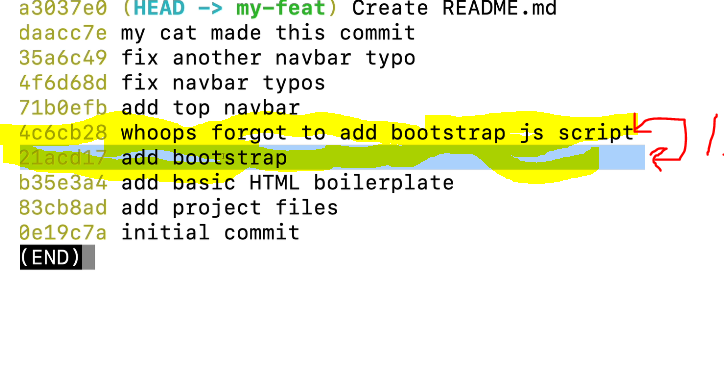 a3037e0 (HEAD -> my-feat) Create README.md
daacc7e my cat made this commit
35a6c49 fix another navbar typo
4f6d68d fix navbar typos
71b0efb add top navbar
4c6cb28 whoops forgot to add bootstrap js script
21acd17 add bootstrap
b35e3a4 add basic HTML boilerplate
83cb8ad add project files
0e19c7a initial commit
(END)